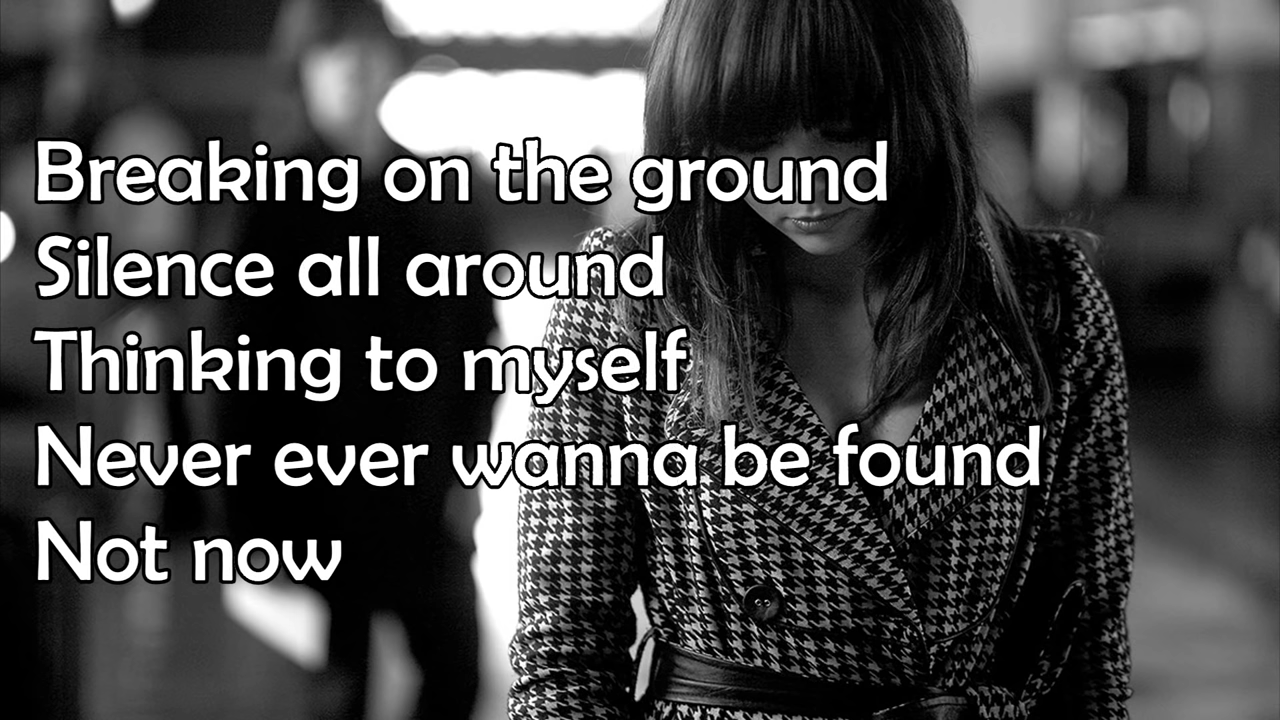 Breaking on the ground
Silence all around
Thinking to myself
Never ever wanna be found
Not now